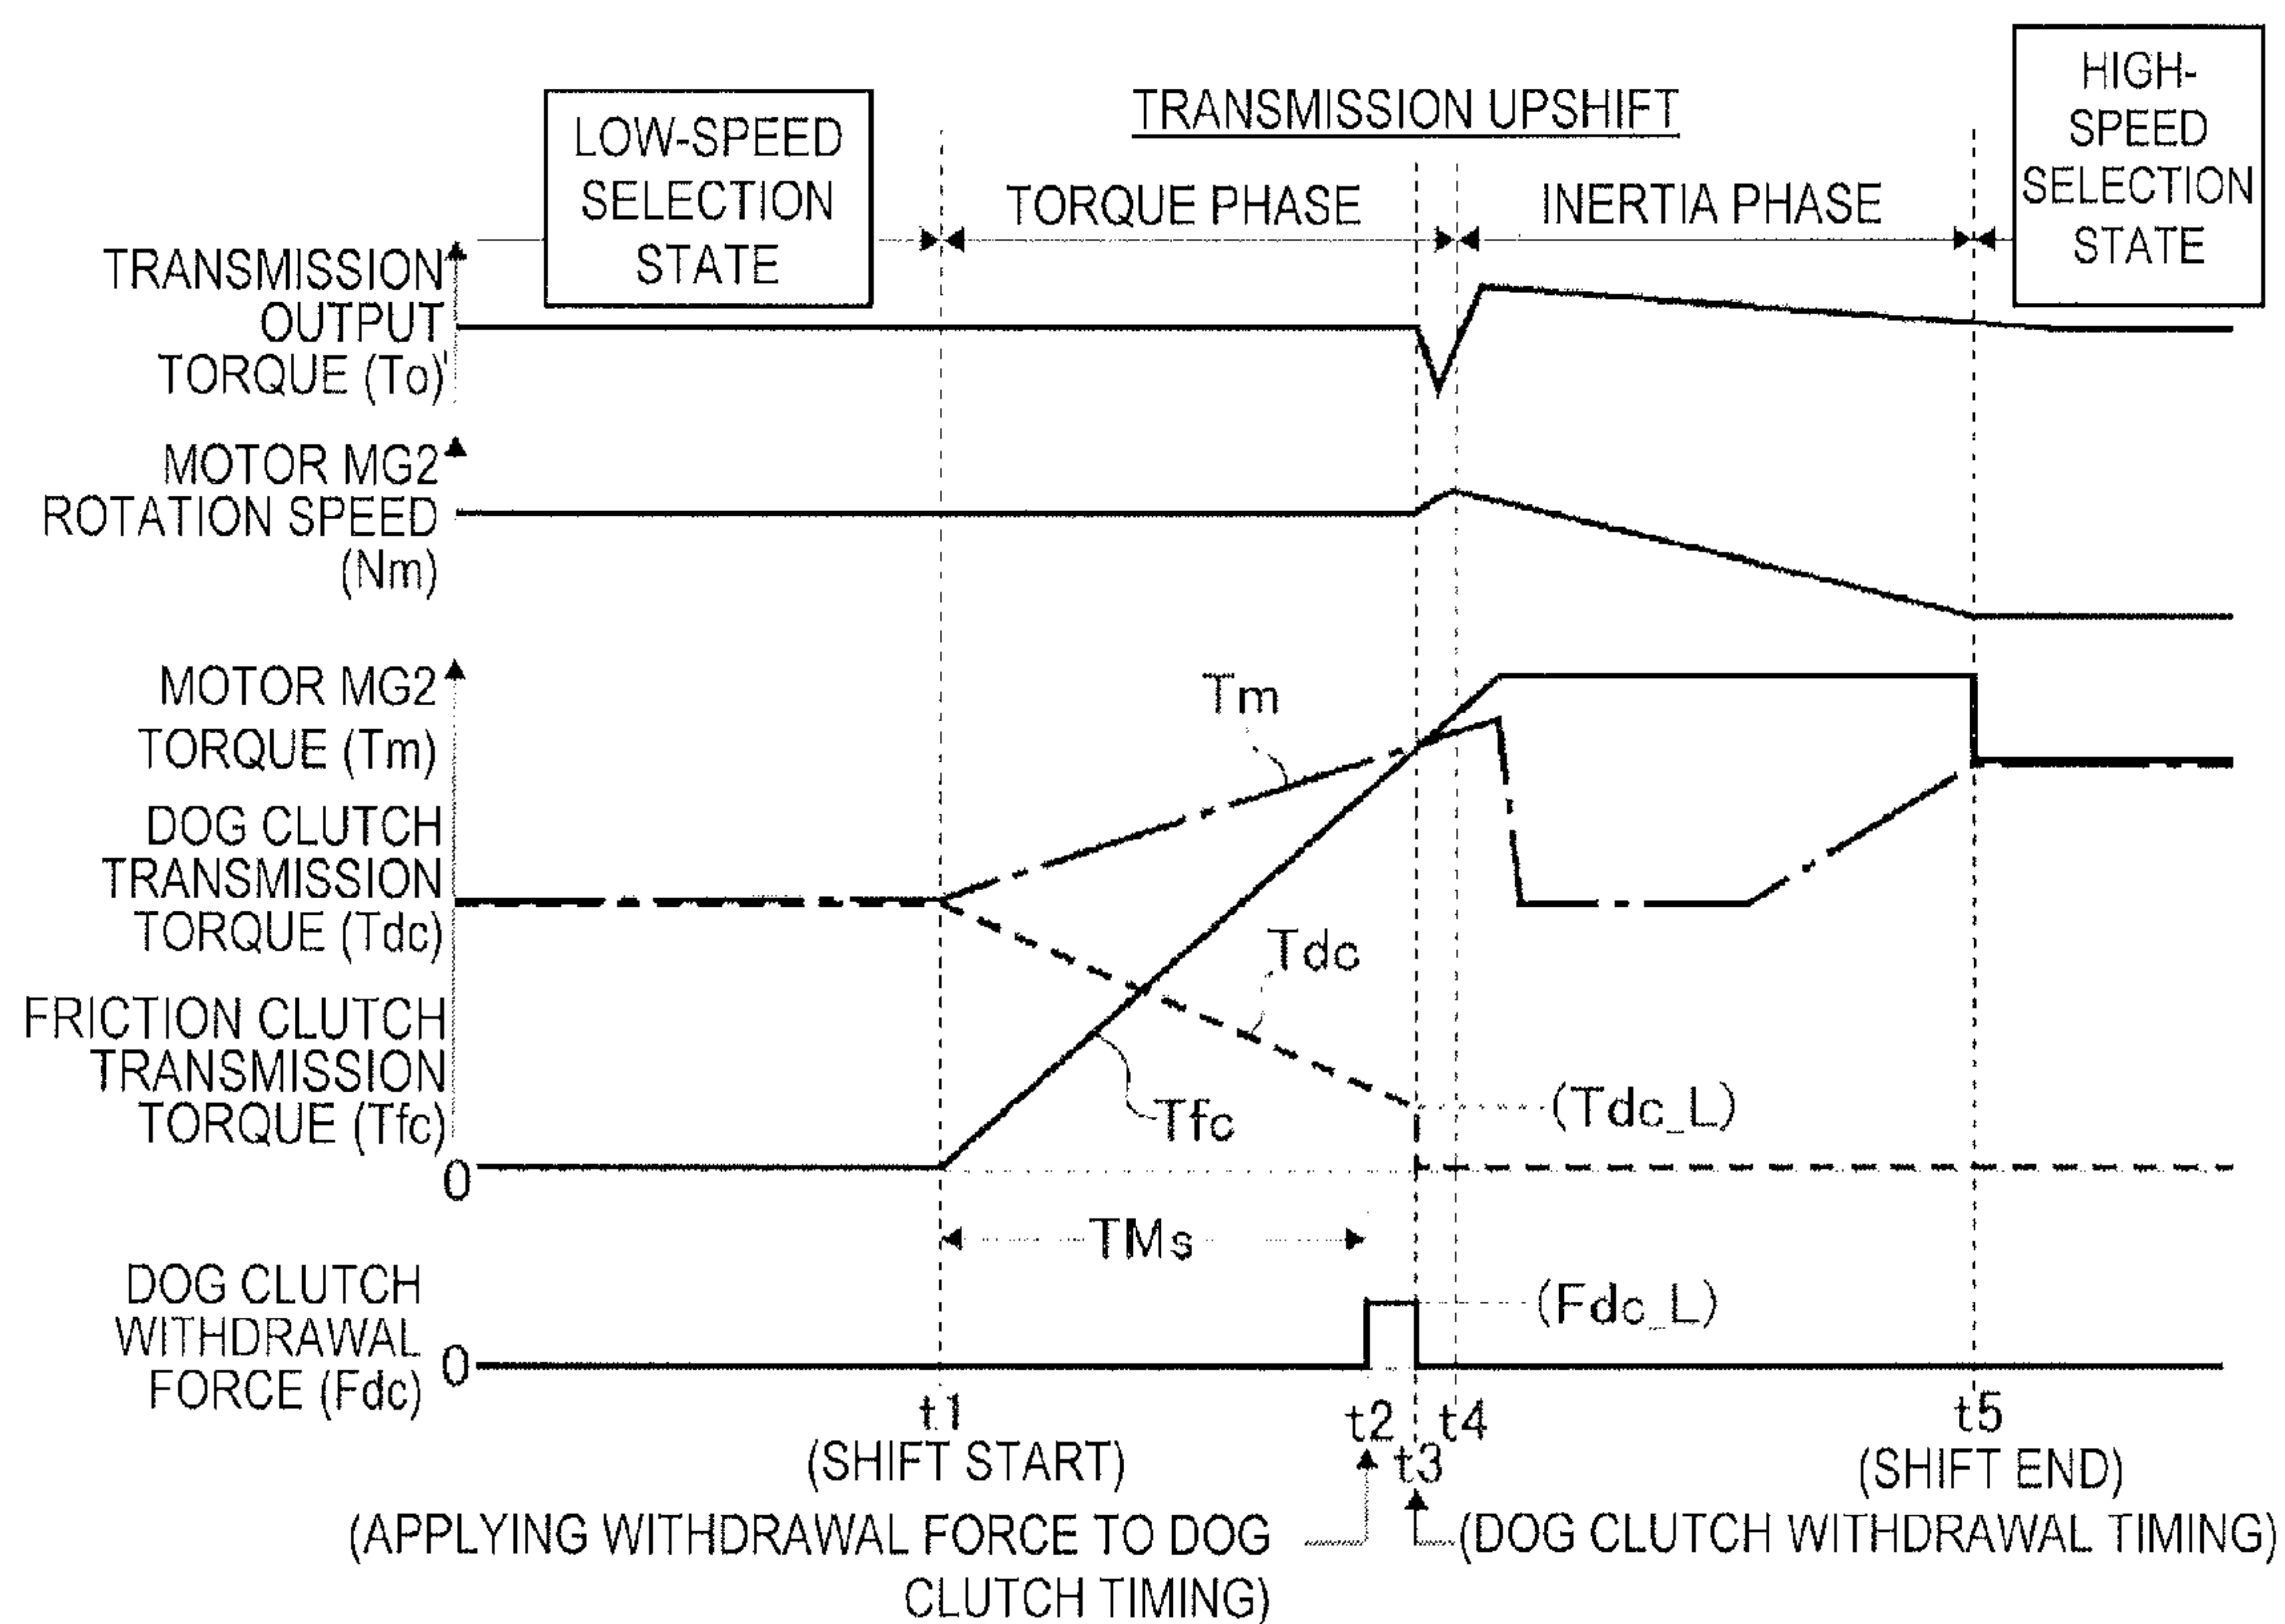 LOW-SPEED
SELECTION
STATE
TRANSMISSION UPSHIFT
HIGH-
SPEED
SELECTION
STATE
TORQUE PHASE
INERTIA PHASE
TRANSMISSION
OUTPUT
TORQUE (To)
MOTOR MG2
ROTATION SPEED
(Nm)
MOTOR MG2
TORQUE (Tm)
DOG CLUTCH
TRANSMISSION
TORQUE (Tdc)
FRICTION CLUTCH
TRANSMISSION
TORQUE (Tfc)
0
Tm
Tdc
Tfc
(Tdc_L)
TMs
DOG CLUTCH
WITHDRAWAL
FORCE (Fdc)
0
(Fdc_L)
t1
(SHIFT START)
t2
t3
t4
t5
(SHIFT END)
(APPLYING WITHDRAWAL FORCE TO DOG
CLUTCH TIMING)
(DOG CLUTCH WITHDRAWAL TIMING)